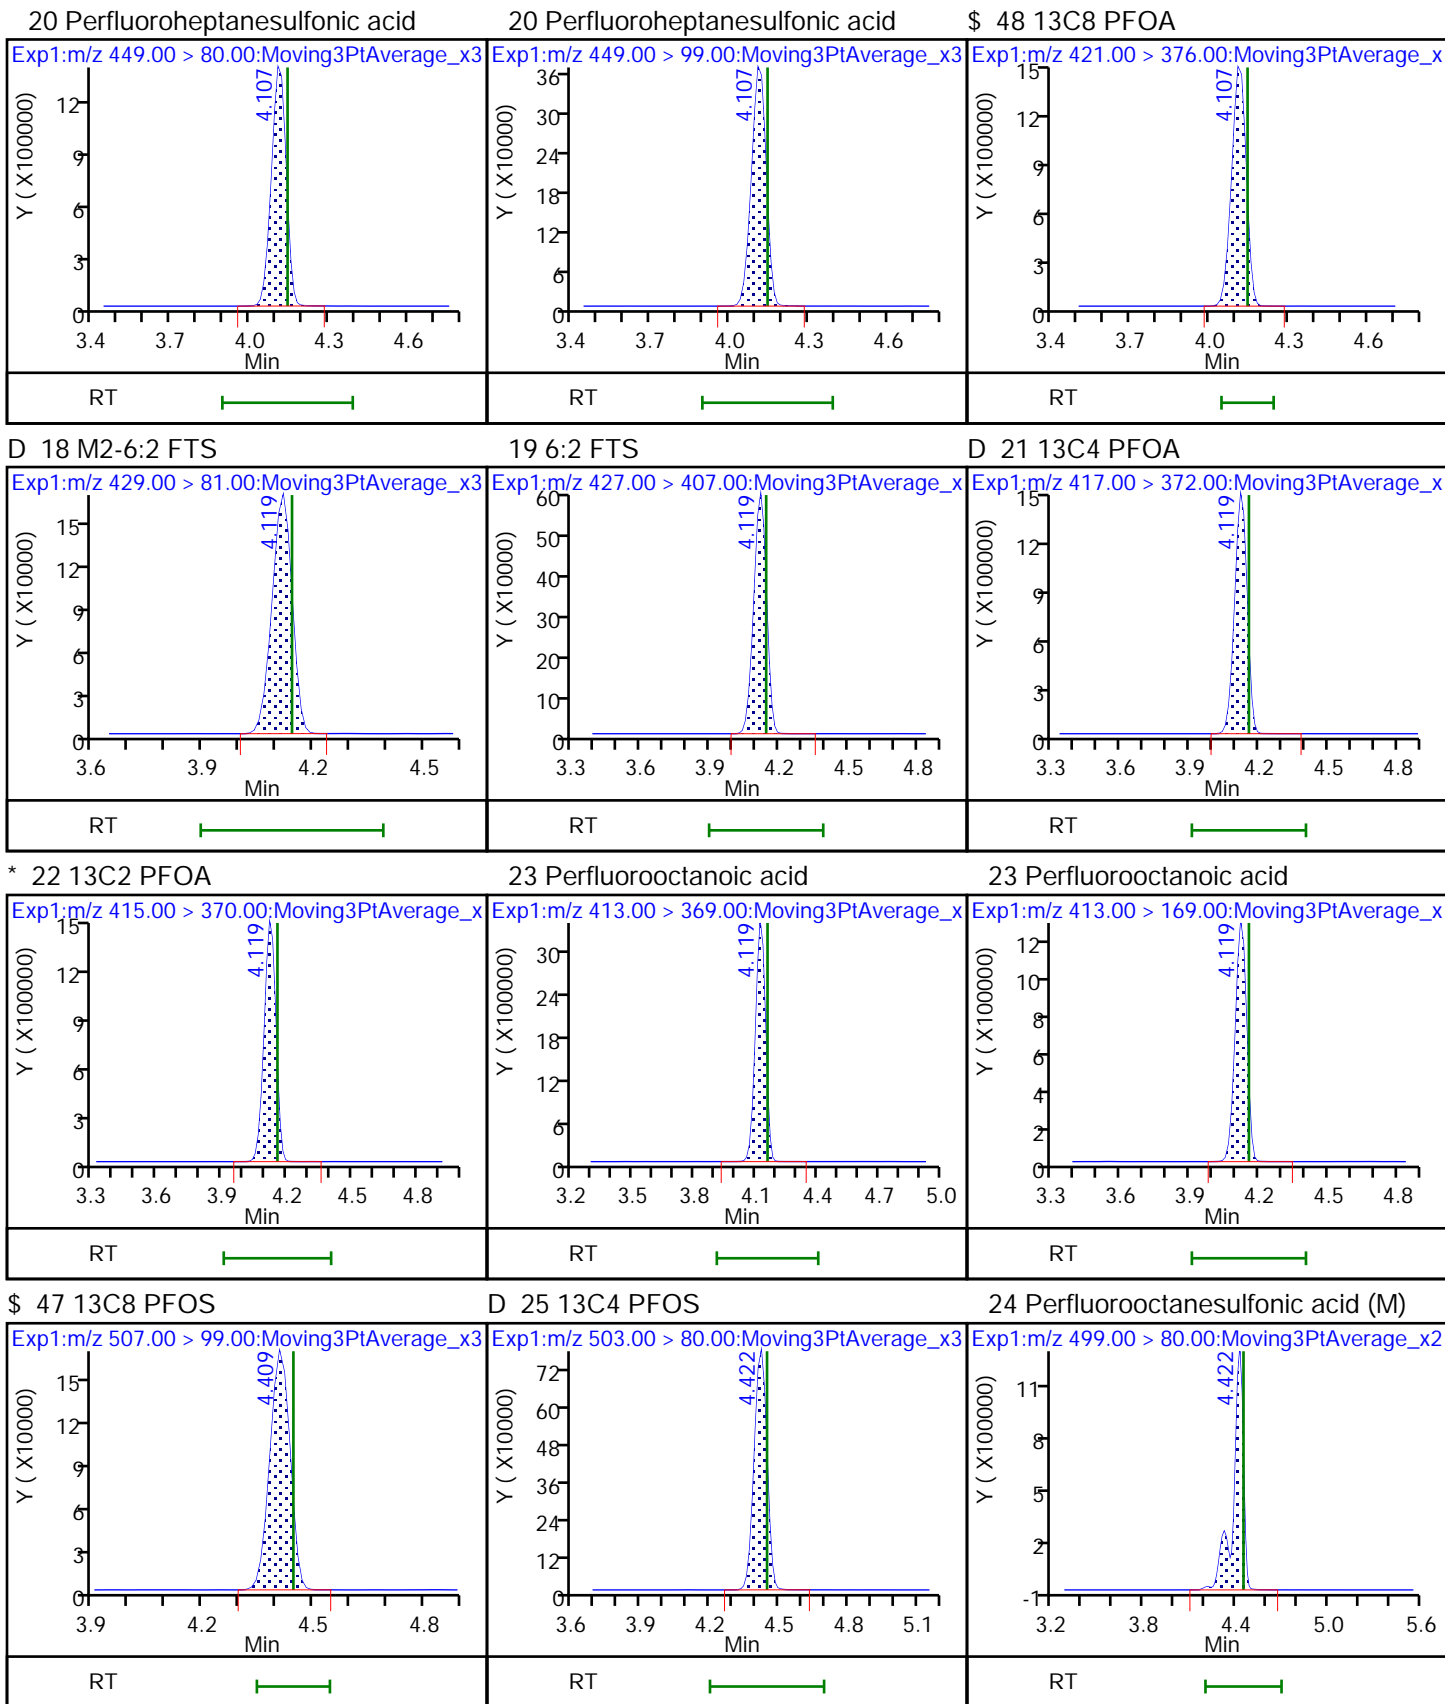 20 Perfluoroheptanesulfonic acid
Exp1:m/z 449.00 > 80.00:Moving3PtAverage_x3
Y ( X100000)
12
9
6
3
0
4.107
3.4 3.7 4.0 4.3 4.6
Min
RT
20 Perfluoroheptanesulfonic acid
Exp1:m/z 449.00 > 99.00:Moving3PtAverage_x3
Y ( X10000)
36
30
24
18
12
6
0
4.107
3.4 3.7 4.0 4.3 4.6
Min
RT
$ 48 13C8 PFOA
Exp1:m/z 421.00 > 376.00:Moving3PtAverage_x
Y ( X100000)
15
12
9
6
3
0
4.107
3.4 3.7 4.0 4.3 4.6
Min
RT
D 18 M2-6:2 FTS
Exp1:m/z 429.00 > 81.00:Moving3PtAverage_x3
Y ( X10000)
15
12
9
6
3
0
4.119
3.6 3.9 4.2 4.5
Min
RT
19 6:2 FTS
Exp1:m/z 427.00 > 407.00:Moving3PtAverage_x
Y ( X10000)
60
50
40
30
20
10
0
4.119
3.3 3.6 3.9 4.2 4.5 4.8
Min
RT
D 21 13C4 PFOA
Exp1:m/z 417.00 > 372.00:Moving3PtAverage_x
Y ( X100000)
15
12
9
6
3
0
4.119
3.3 3.6 3.9 4.2 4.5 4.8
Min
RT
* 22 13C2 PFOA
Exp1:m/z 415.00 > 370.00:Moving3PtAverage_x
Y ( X100000)
15
12
9
6
3
0
4.119
3.3 3.6 3.9 4.2 4.5 4.8
Min
RT
23 Perfluorooctanoic acid
Exp1:m/z 413.00 > 369.00:Moving3PtAverage_x
Y ( X100000)
30
24
18
12
6
0
4.119
3.2 3.5 3.8 4.1 4.4 4.7 5.0
Min
RT
23 Perfluorooctanoic acid
Exp1:m/z 413.00 > 169.00:Moving3PtAverage_x
Y ( X100000)
12
10
8
6
4
2
0
4.119
3.3 3.6 3.9 4.2 4.5 4.8
Min
RT
$ 47 13C8 PFOS
Exp1:m/z 507.00 > 99.00:Moving3PtAverage_x3
Y ( X10000)
15
12
9
6
3
0
4.409
3.9 4.2 4.5 4.8
Min
RT
D 25 13C4 PFOS
Exp1:m/z 503.00 > 80.00:Moving3PtAverage_x3
Y ( X10000)
72
60
48
36
24
12
0
4.422
3.6 3.9 4.2 4.5 4.8 5.1
Min
RT
24 Perfluorooctanesulfonic acid (M)
Exp1:m/z 499.00 > 80.00:Moving3PtAverage_x2
Y ( X100000)
11
8
5
2
-1
4.422
3.2 3.8 4.4 5.0 5.6
Min
RT